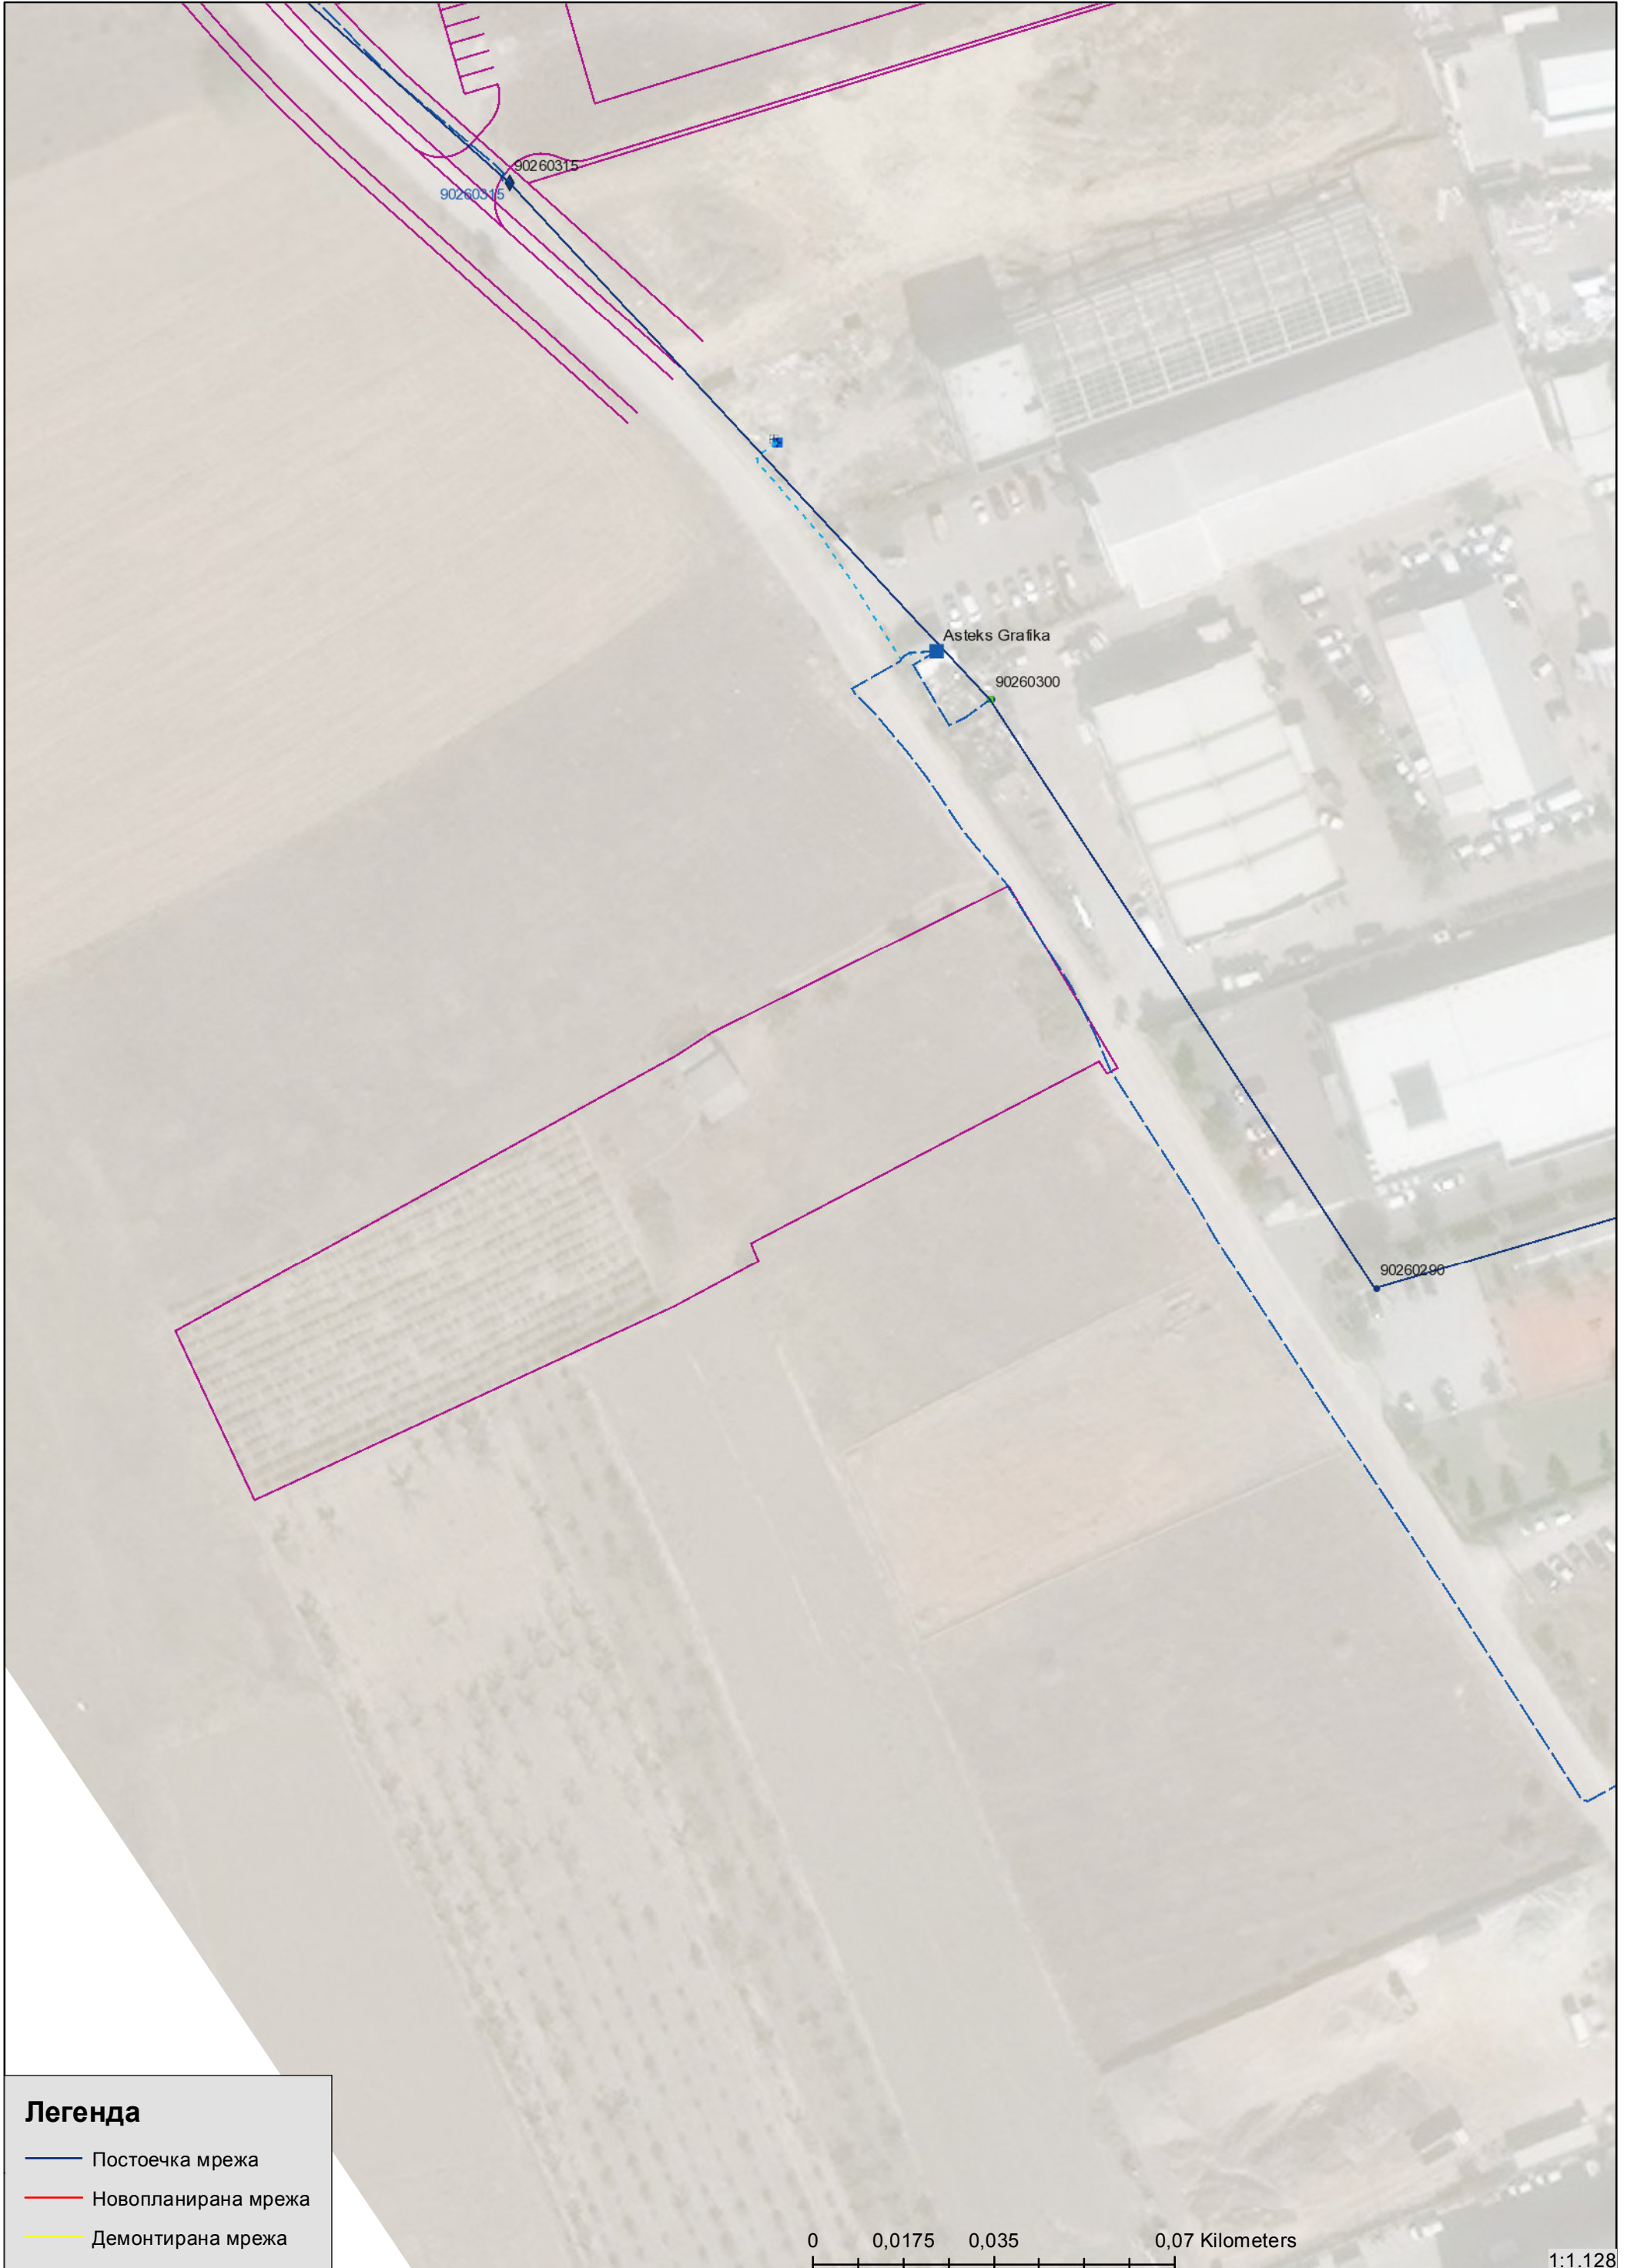 90260315
90260315
Asteks Grafika
90260300
90260290
Легенда
Постоечка мрежа
Новопланирана мрежа
Демонтирана мрежа
0 0,0175 0,035 0,07 Kilometers
1:1.128